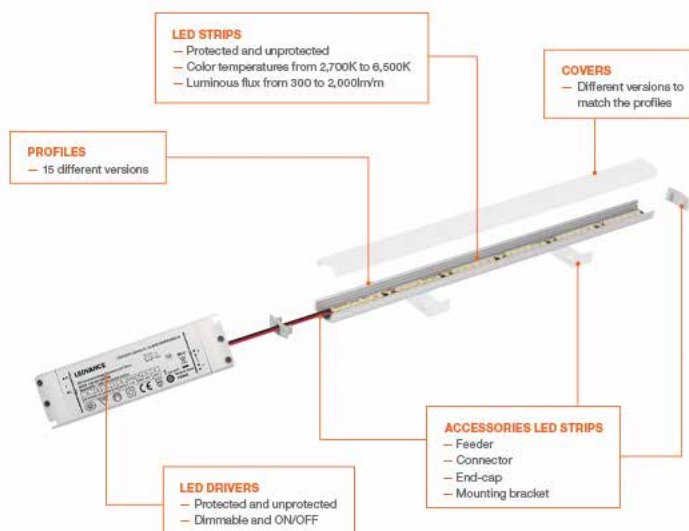 LED STRIPS
— Protected and unprotected
— Color temperatures from 2,700K to 6,500K
— Luminous flux from 300 to 2,000lm/m
COVERS
— Different versions to
match the profiles
PROFILES
— 15 different versions
LEDVANCE
ACCESSORIES LED STRIPS
— Feeder
— Connector
— End-cap
— Mounting bracket
LED DRIVERS
— Protected and unprotected
— Dimmable and ON/OFF